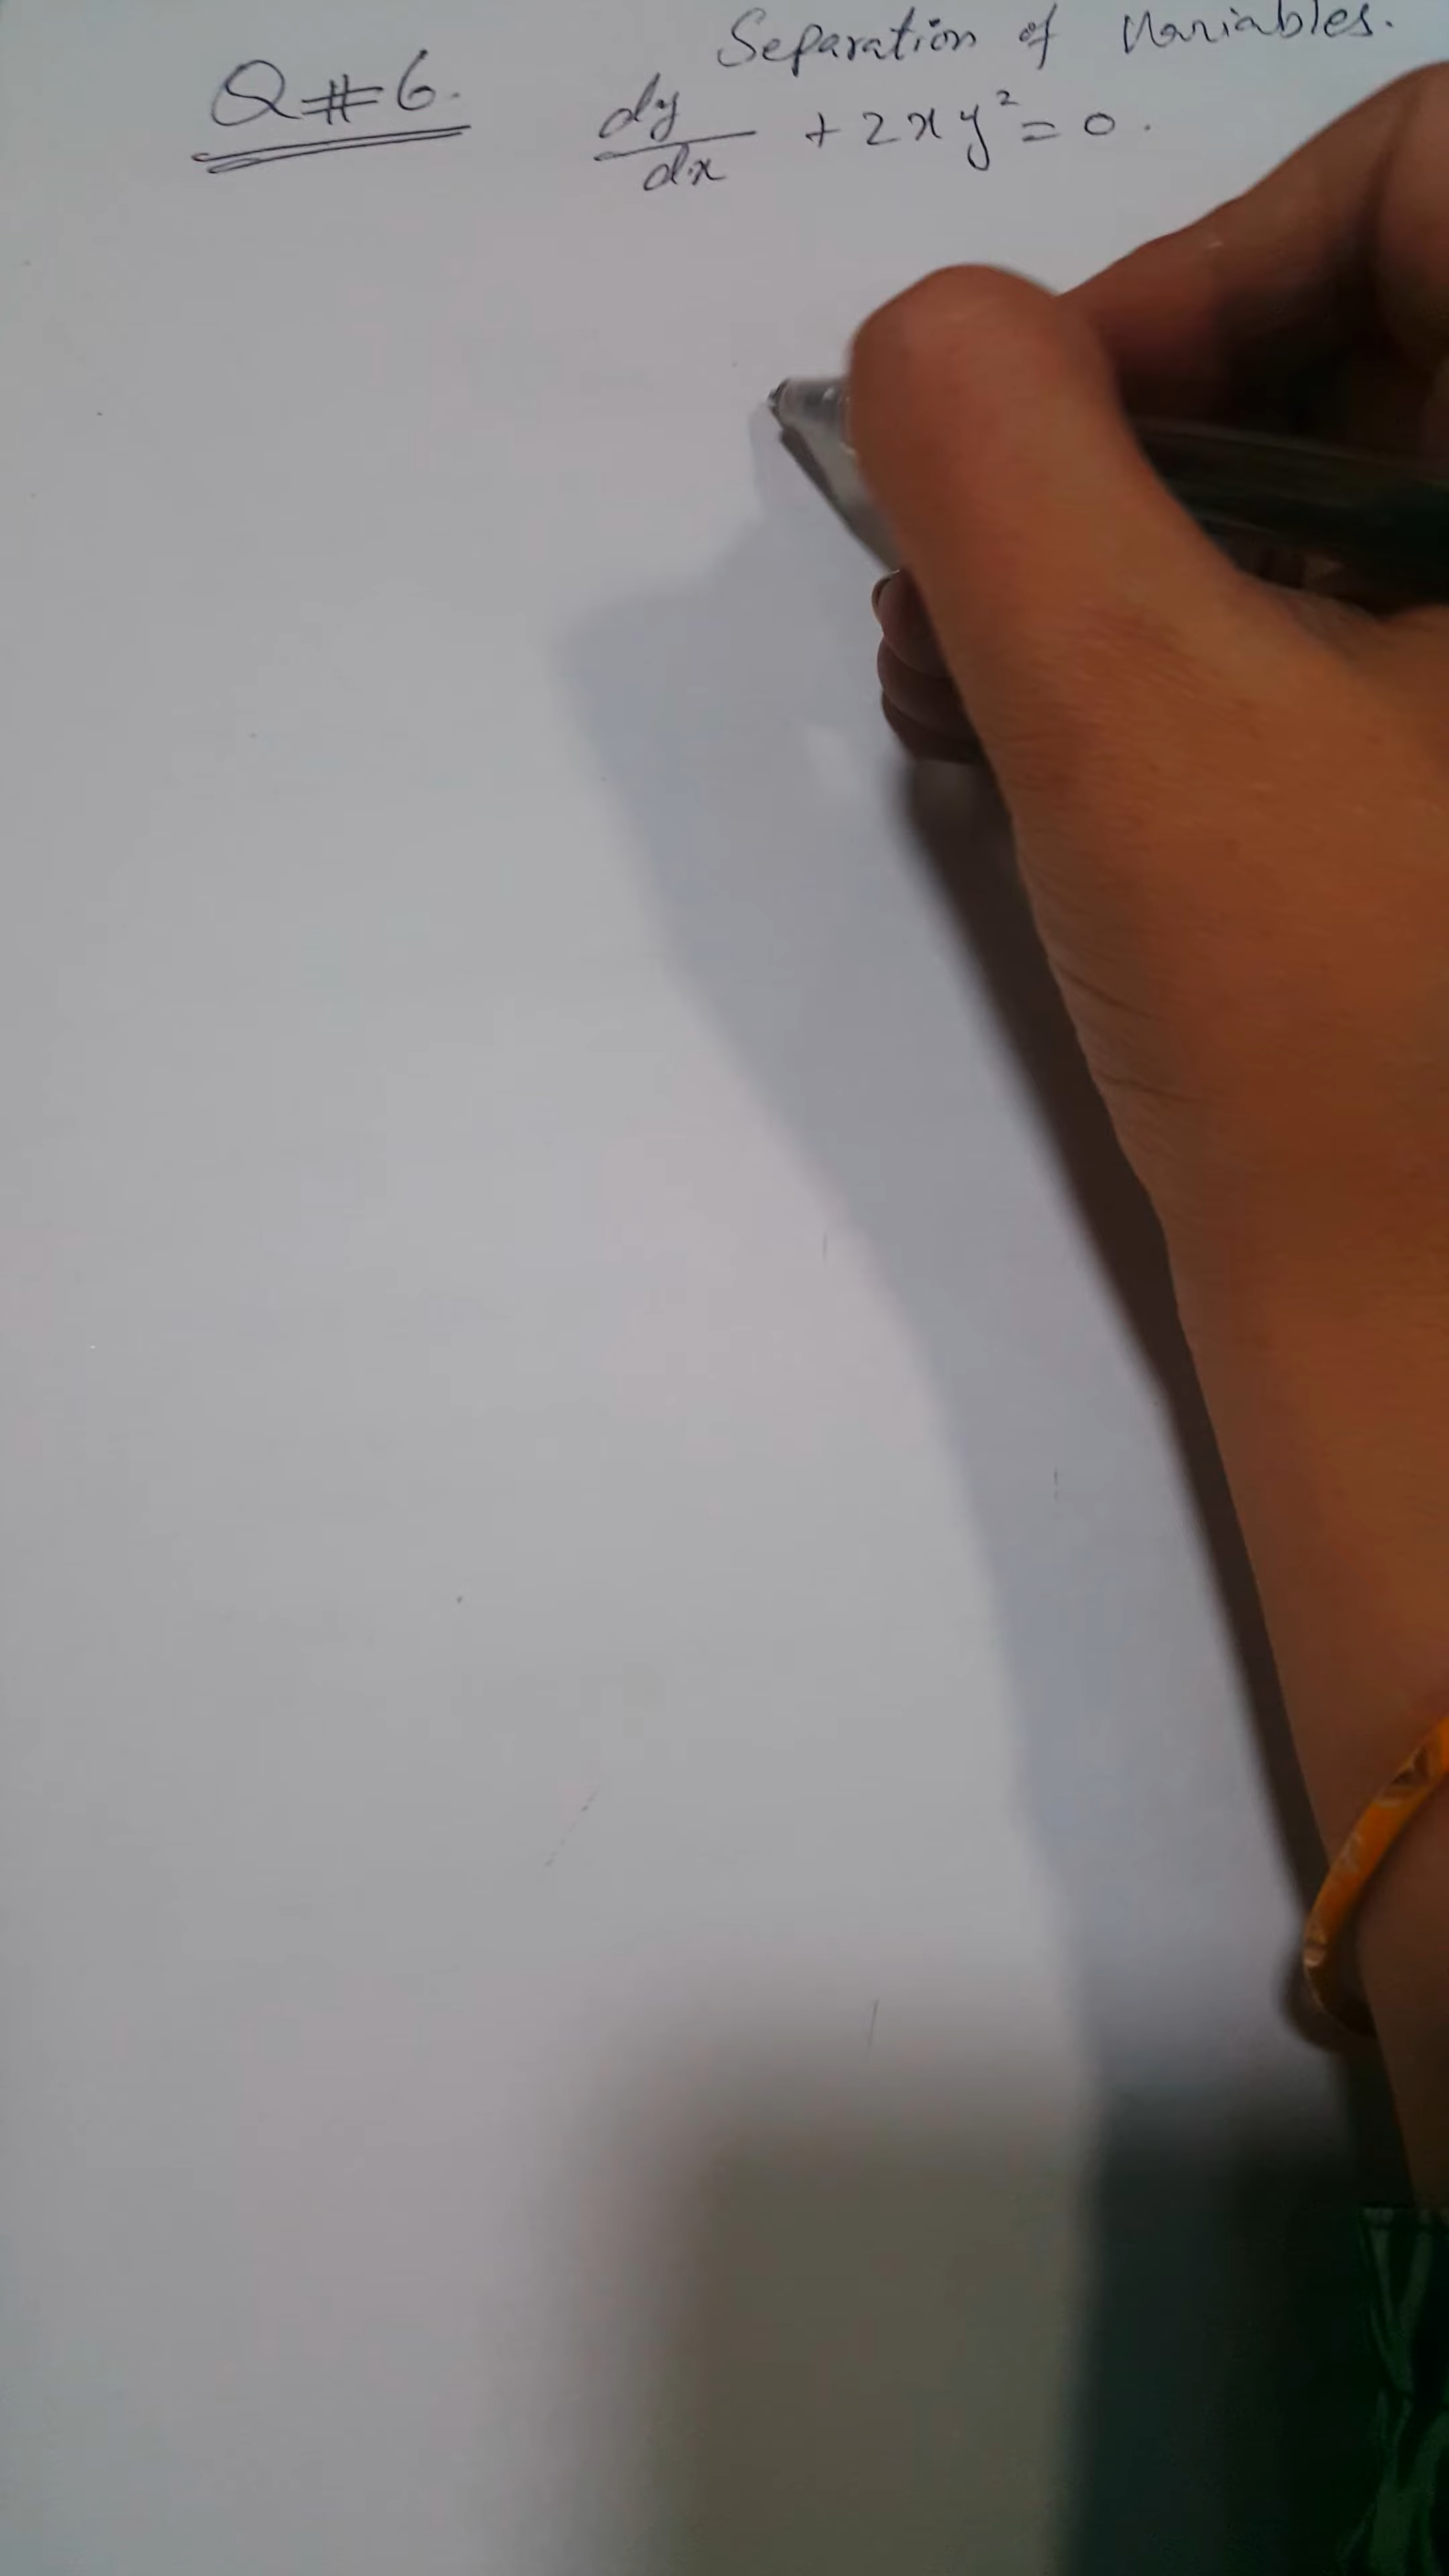 Separation of Variables.
Q#6. dy/dx + 2xy² = 0.